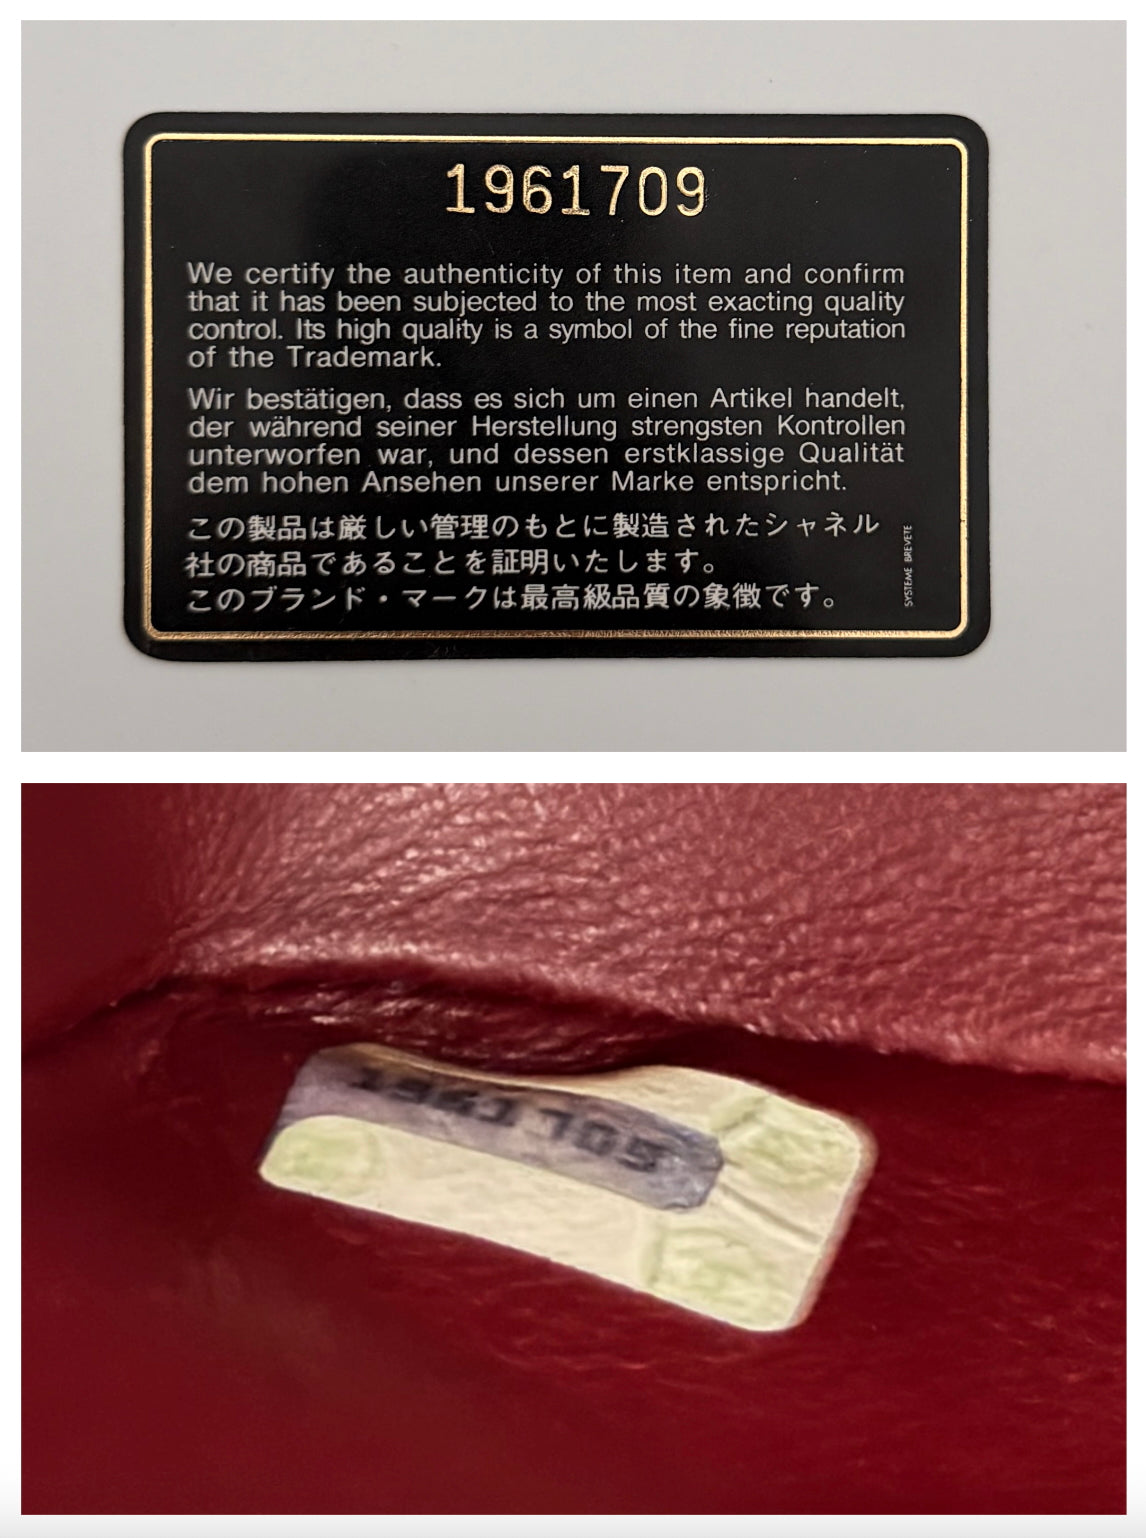 1961709
We certify the authenticity of this item and confirm
that it has been subjected to the most exacting quality
control. Its high quality is a symbol of the fine reputation
of the Trademark.
Wir bestätigen, dass es sich um einen Artikel handelt,
der während seiner Herstellung strengsten Kontrollen
unterworfen war, und dessen erstklassige Qualität
dem hohen Ansehen unserer Marke entspricht.
この製品は厳しい管理のもとに製造されたシャネル
社の商品であることを証明いたします。
このブランド・マークは最高級品質の象徴です。
SYSTEME BREVETE